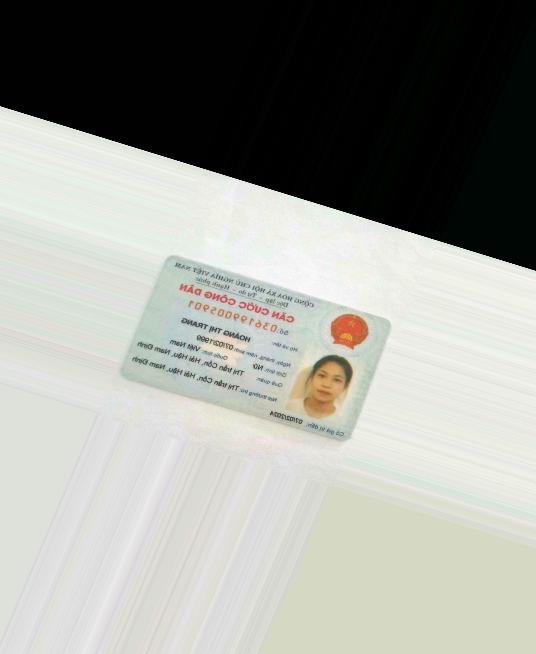 CỘNG HÒA XÃ HỘI CHỦ NGHĨA VIỆT NAM
Độc lập - Tự do - Hạnh phúc
CĂN CƯỚC CÔNG DÂN
Số: 036199005901
Họ và tên:
HOÀNG THỊ TRANG
Ngày, tháng, năm sinh: 07/02/1999
Giới tính: Nữ Quốc tịch: Việt Nam
Quê quán: Thị trấn Cồn, Hải Hậu, Nam Định
Nơi thường trú: Thị trấn Cồn, Hải Hậu, Nam Định
Có giá trị đến: 07/02/2024